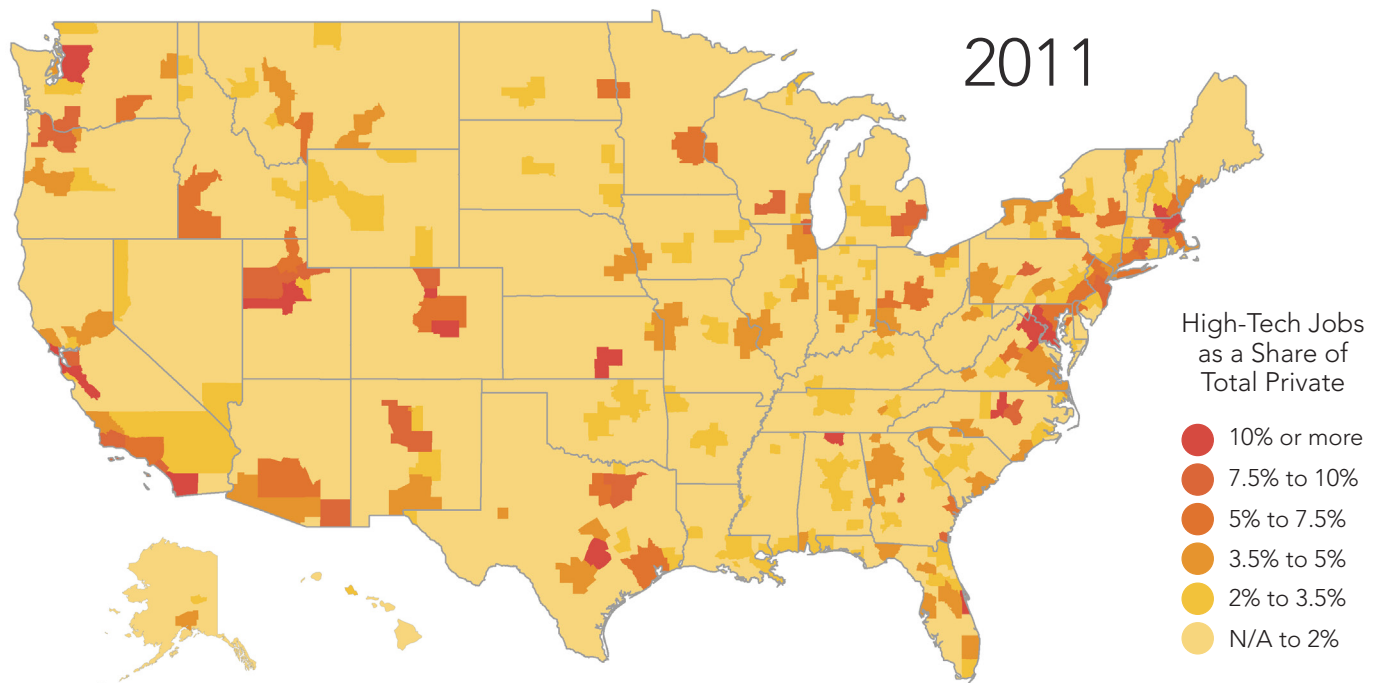 2011
High-Tech Jobs
as a Share of
Total Private
10% or more
7.5% to 10%
5% to 7.5%
3.5% to 5%
2% to 3.5%
N/A to 2%